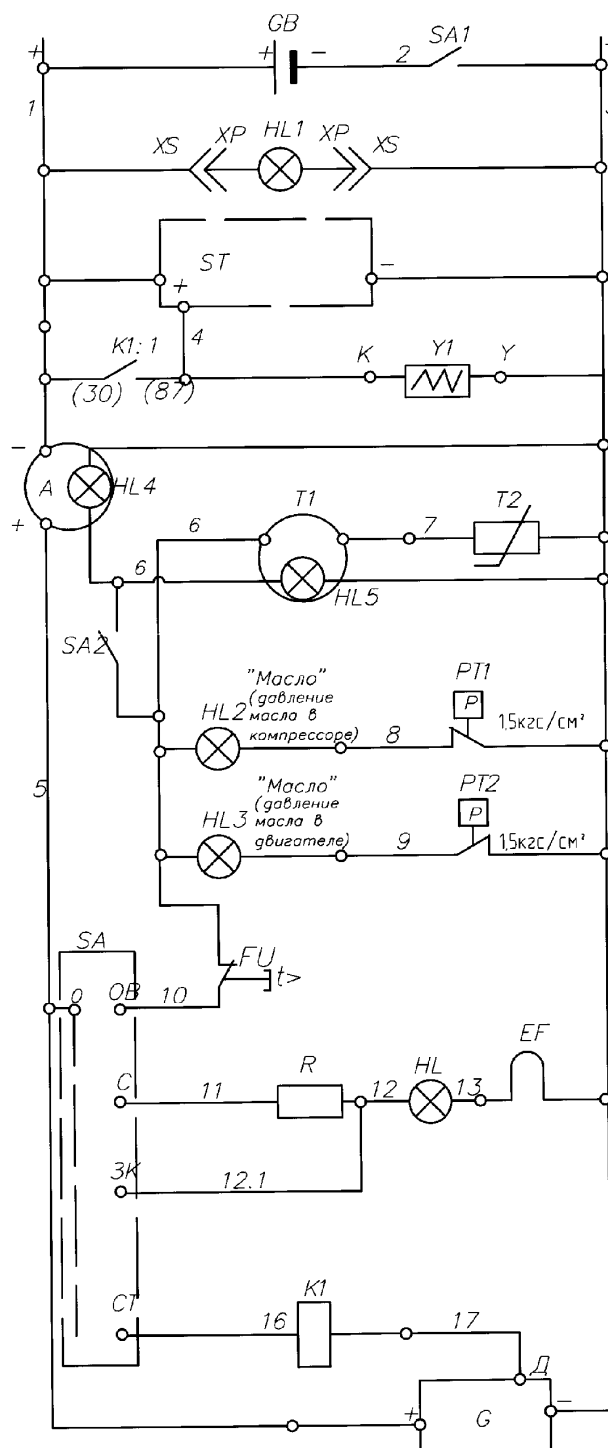 GB
+ + - 2 SA1
1
XS XP HL1 XP XS
ST
+ -
4
K1:1 K Y1 Y
(30) (87)
-
A HL4
+
T1
6 7 T2
6
HL5
SA2
"Масло"
(давление
масла в
компрессоре)
HL2
8
PT1
P
1,5кгс/см²
5
"Масло"
(давление
масла в
двигателе)
HL3
9
PT2
P
1,5кгс/см²
SA
FU
t>
0 ОВ 10
EF
С 11 R 12 HL 13
ЗК 12.1
K1
СТ 16 17
Д
+ G -